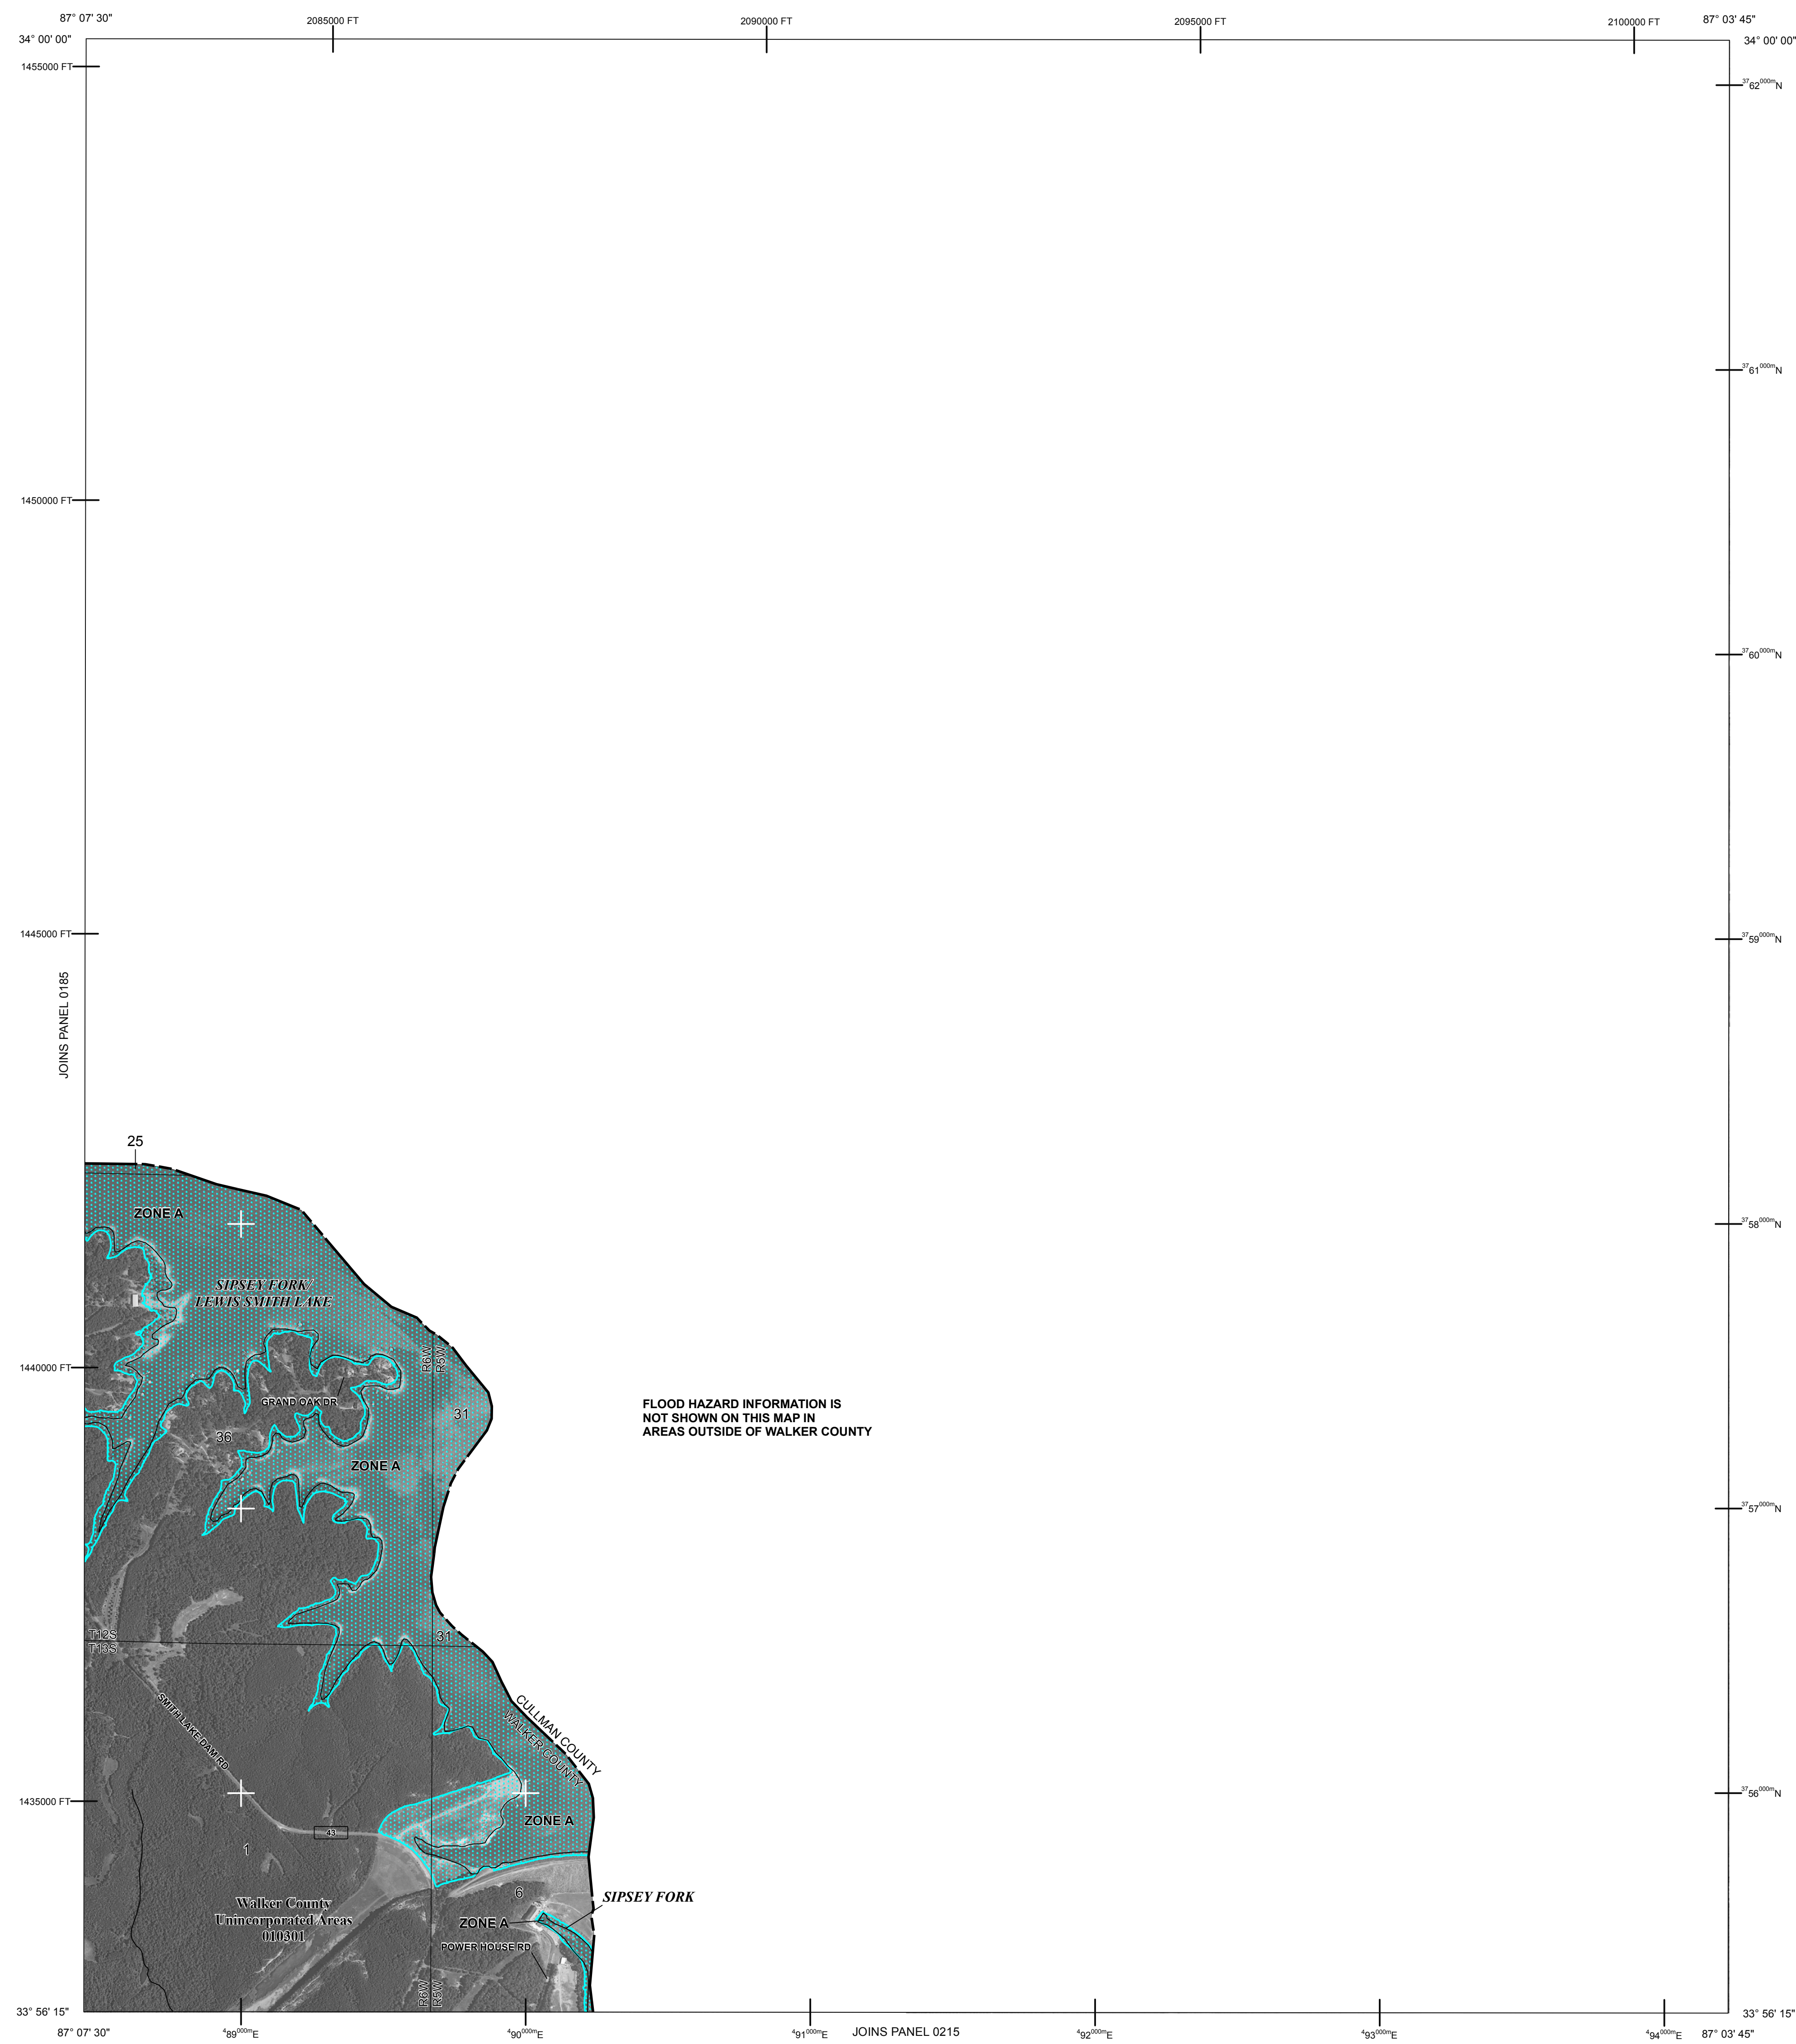 87° 07' 30"
2085000 FT
2090000 FT
2095000 FT
2100000 FT
87° 03' 45"
34° 00' 00"
34° 00' 00"
1455000 FT
3762000mN
3761000mN
1450000 FT
3760000mN
1445000 FT
3759000mN
JOINS PANEL 0185
25
ZONE A
3758000mN
SIPSEY FORK/
LEWIS SMITH LAKE
1440000 FT
R6W
R5W
GRAND OAK DR
31
36
FLOOD HAZARD INFORMATION IS
NOT SHOWN ON THIS MAP IN
AREAS OUTSIDE OF WALKER COUNTY
ZONE A
3757000mN
T12S
T13S
31
SMITH LAKE DAM RD
CULLMAN COUNTY
WALKER COUNTY
3756000mN
1435000 FT
ZONE A
43
1
6
SIPSEY FORK
Walker County
Unincorporated Areas
010301
ZONE A
POWER HOUSE RD
R6W
R5W
33° 56' 15"
33° 56' 15"
87° 07' 30"
489000mE
490000mE
491000mE
JOINS PANEL 0215
492000mE
493000mE
494000mE
87° 03' 45"